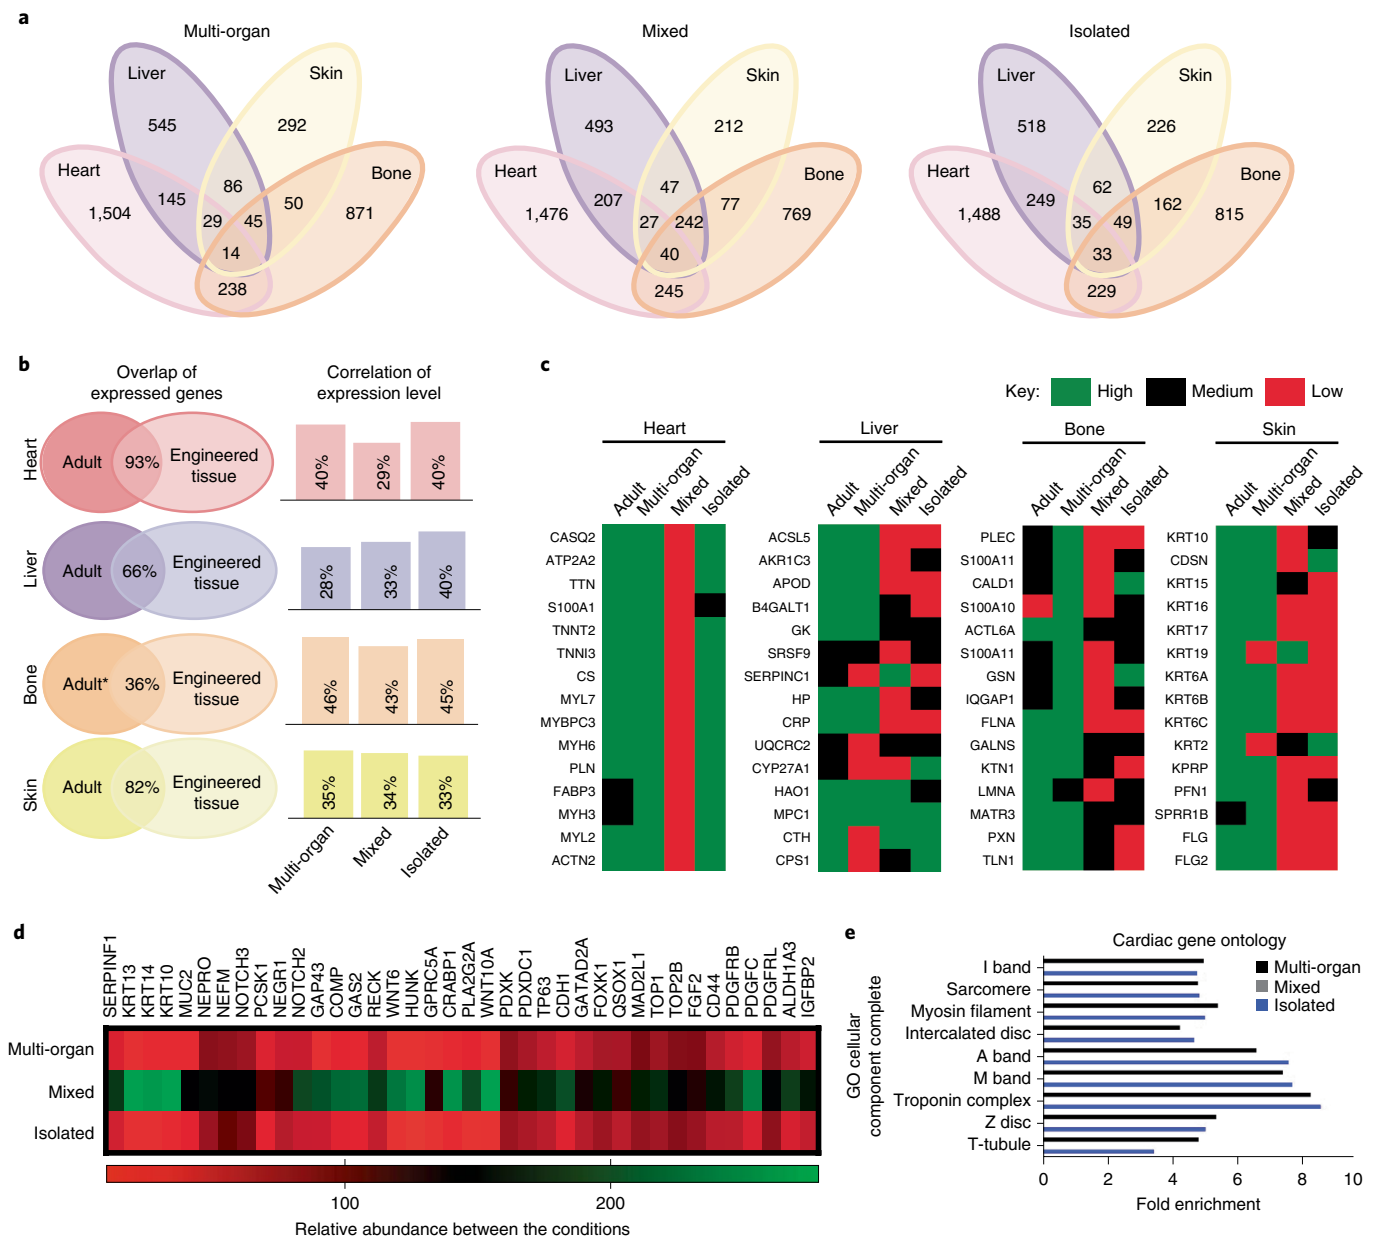 a
Multi-organ
Mixed
Isolated
Liver
Skin
Heart
Bone
545
292
86
145
50
29
45
1,504
871
14
238
Liver
Skin
Heart
Bone
493
212
47
207
77
27
242
1,476
769
40
245
Liver
Skin
Heart
Bone
518
226
62
249
162
35
49
1,488
815
33
229
b
Overlap of
expressed genes
Correlation of
expression level
Heart
Adult
93%
Engineered
tissue
40%
29%
40%
Liver
Adult
66%
Engineered
tissue
28%
33%
40%
Bone
Adult*
36%
Engineered
tissue
46%
43%
45%
Skin
Adult
82%
Engineered
tissue
35%
34%
33%
Multi-organ
Mixed
Isolated
c
Key:
High
Medium
Low
Heart
Adult
Multi-organ
Mixed
Isolated
CASQ2
ATP2A2
TTN
S100A1
TNNT2
TNNI3
CS
MYL7
MYBPC3
MYH6
PLN
FABP3
MYH3
MYL2
ACTN2
Liver
Adult
Multi-organ
Mixed
Isolated
ACSL5
AKR1C3
APOD
B4GALT1
GK
SRSF9
SERPINC1
HP
CRP
UQCRC2
CYP27A1
HAO1
MPC1
CTH
CPS1
Bone
Adult
Multi-organ
Mixed
Isolated
PLEC
S100A11
CALD1
S100A10
ACTL6A
S100A11
GSN
IQGAP1
FLNA
GALNS
KTN1
LMNA
MATR3
PXN
TLN1
Skin
Adult
Multi-organ
Mixed
Isolated
KRT10
CDSN
KRT15
KRT16
KRT17
KRT19
KRT6A
KRT6B
KRT6C
KRT2
KPRP
PFN1
SPRR1B
FLG
FLG2
d
SERPINF1
KRT13
KRT14
KRT10
MUC2
NEPRO
NEFM
NOTCH3
PCSK1
NEGR1
NOTCH2
GAP43
COMP
GAS2
RECK
WNT6
HUNK
GPRC5A
CRABP1
PLA2G2A
WNT10A
PDXK
PDXDC1
TP63
CDH1
GATAD2A
FOXK1
QSOX1
MAD2L1
TOP1
TOP2B
FGF2
CD44
PDGFRB
PDGFC
PDGFRL
ALDH1A3
IGFBP2
Multi-organ
Mixed
Isolated
100
200
Relative abundance between the conditions
e
Cardiac gene ontology
GO cellular
component complete
I band
Sarcomere
Myosin filament
Intercalated disc
A band
M band
Troponin complex
Z disc
T-tubule
Multi-organ
Mixed
Isolated
0
2
4
6
8
10
Fold enrichment